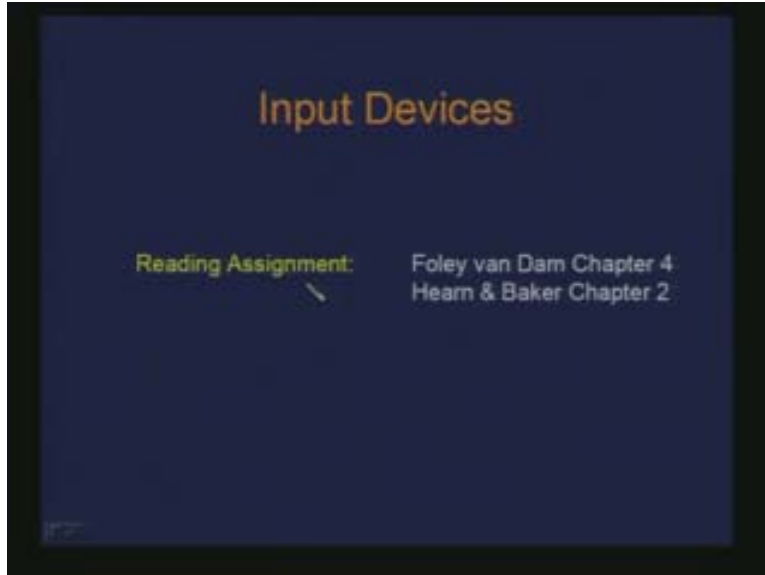 Input Devices
Reading Assignment: Foley van Dam Chapter 4
Hearn & Baker Chapter 2